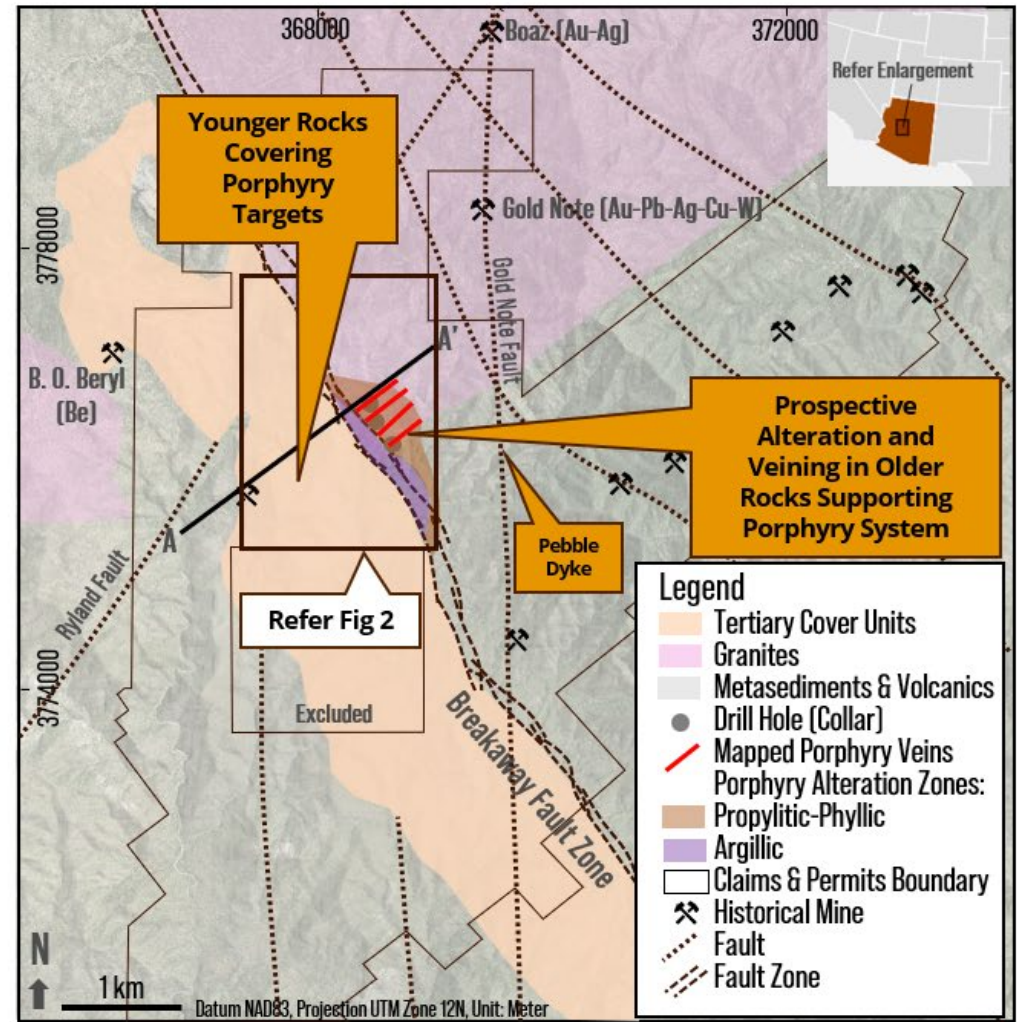 368000
Boaz (Au-Ag)
372000
Refer Enlargement
Younger Rocks
Covering
Porphyry
Targets
Gold Note (Au-Pb-Ag-Cu-W)
3778000
Gold Note Fault
A'
B. O. Beryl
(Be)
Prospective
Alteration and
Veining in Older
Rocks Supporting
Porphyry System
A
Pebble
Dyke
Ryland Fault
Refer Fig 2
3774000
Excluded
Breakaway Fault Zone
Legend
Tertiary Cover Units
Granites
Metasediments & Volcanics
Drill Hole (Collar)
Mapped Porphyry Veins
Porphyry Alteration Zones:
Propylitic-Phyllic
Argillic
Claims & Permits Boundary
Historical Mine
Fault
Fault Zone
N
1 km
Datum NAD83, Projection UTM Zone 12N, Unit: Meter